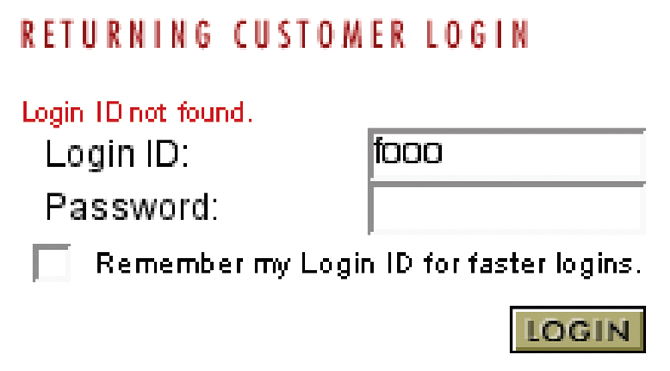 RETURNING CUSTOMER LOGIN
Login ID not found.
Login ID: fooo
Password:
Remember my Login ID for faster logins.
LOGIN